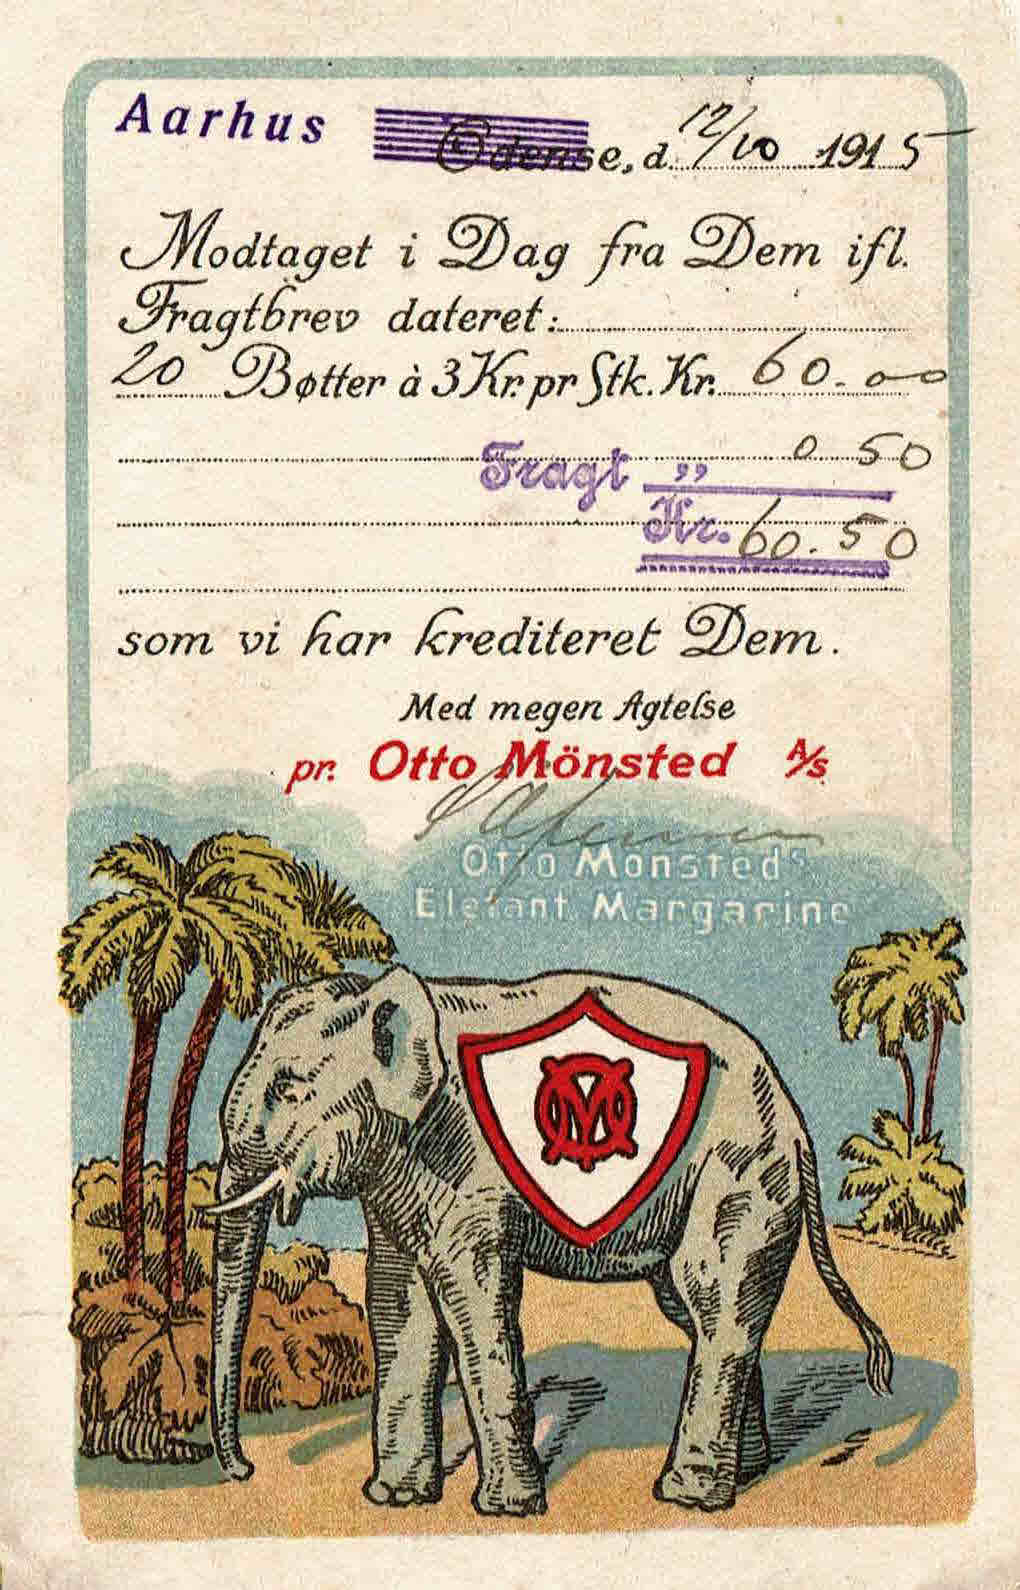 Aarhus Odense, d. 12/10 1915
Modtaget i Dag fra Dem ifl.
Fragtbrev dateret:
20 Bøtter à 3 Kr. pr Stk. Kr. 60.00
Fragt „ 0 50
Kr. 60.50
som vi har krediteret Dem.
Med megen Agtelse
pr. Otto Mönsted A/S
Otto Mönsteds
Elefant Margarine
OM